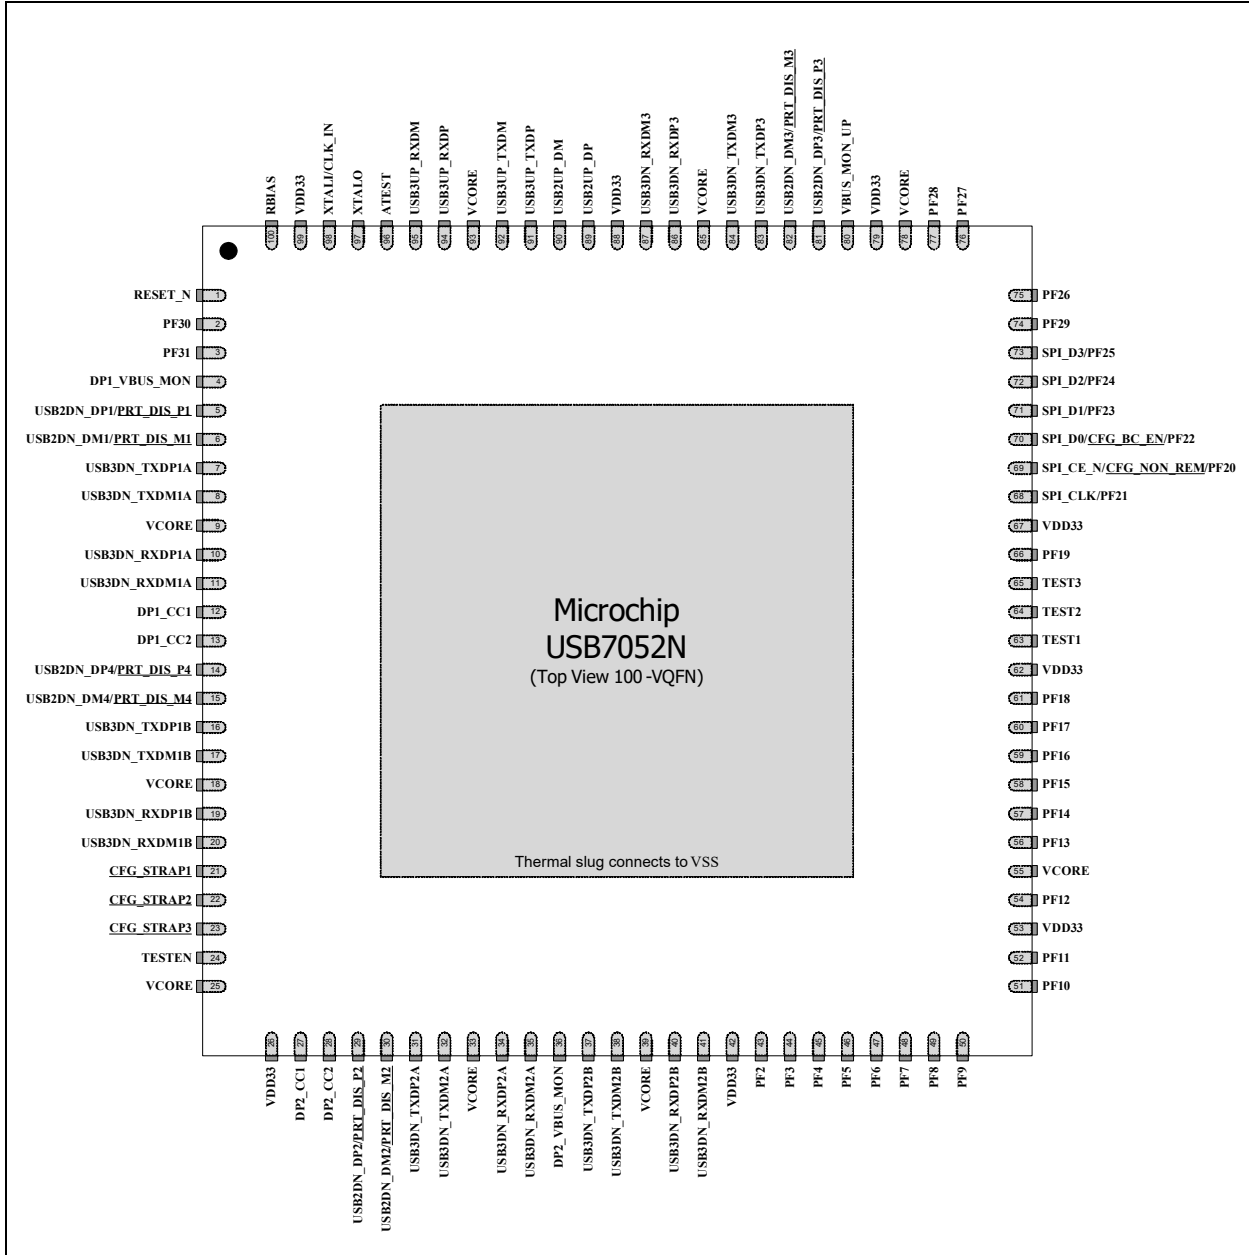 RBIAS
VDD33
XTALI/CLK_IN
XTALO
ATEST
USB3UP_RXDM
USB3UP_RXDP
VCORE
USB3UP_TXDM
USB3UP_TXDP
USB2UP_DM
USB2UP_DP
VDD33
USB3DN_RXDM3
USB3DN_RXDP3
VCORE
USB3DN_TXDM3
USB3DN_TXDP3
USB2DN_DM3/PRT_DIS_M3
USB2DN_DP3/PRT_DIS_P3
VBUS_MON_UP
VDD33
VCORE
PF28
PF27
100
99
98
97
96
95
94
93
92
91
90
89
88
87
86
85
84
83
82
81
80
79
78
77
76
RESET_N 1
PF30 2
PF31 3
DP1_VBUS_MON 4
USB2DN_DP1/PRT_DIS_P1 5
USB2DN_DM1/PRT_DIS_M1 6
USB3DN_TXDP1A 7
USB3DN_TXDM1A 8
VCORE 9
USB3DN_RXDP1A 10
USB3DN_RXDM1A 11
DP1_CC1 12
DP1_CC2 13
USB2DN_DP4/PRT_DIS_P4 14
USB2DN_DM4/PRT_DIS_M4 15
USB3DN_TXDP1B 16
USB3DN_TXDM1B 17
VCORE 18
USB3DN_RXDP1B 19
USB3DN_RXDM1B 20
CFG_STRAP1 21
CFG_STRAP2 22
CFG_STRAP3 23
TESTEN 24
VCORE 25
Microchip
USB7052N
(Top View 100-VQFN)
Thermal slug connects to VSS
75 PF26
74 PF29
73 SPI_D3/PF25
72 SPI_D2/PF24
71 SPI_D1/PF23
70 SPI_D0/CFG_BC_EN/PF22
69 SPI_CE_N/CFG_NON_REM/PF20
68 SPI_CLK/PF21
67 VDD33
66 PF19
65 TEST3
64 TEST2
63 TEST1
62 VDD33
61 PF18
60 PF17
59 PF16
58 PF15
57 PF14
56 PF13
55 VCORE
54 PF12
53 VDD33
52 PF11
51 PF10
26
27
28
29
30
31
32
33
34
35
36
37
38
39
40
41
42
43
44
45
46
47
48
49
50
VDD33
DP2_CC1
DP2_CC2
USB2DN_DP2/PRT_DIS_P2
USB2DN_DM2/PRT_DIS_M2
USB3DN_TXDP2A
USB3DN_TXDM2A
VCORE
USB3DN_RXDP2A
USB3DN_RXDM2A
DP2_VBUS_MON
USB3DN_TXDP2B
USB3DN_TXDM2B
VCORE
USB3DN_RXDP2B
USB3DN_RXDM2B
VDD33
PF2
PF3
PF4
PF5
PF6
PF7
PF8
PF9